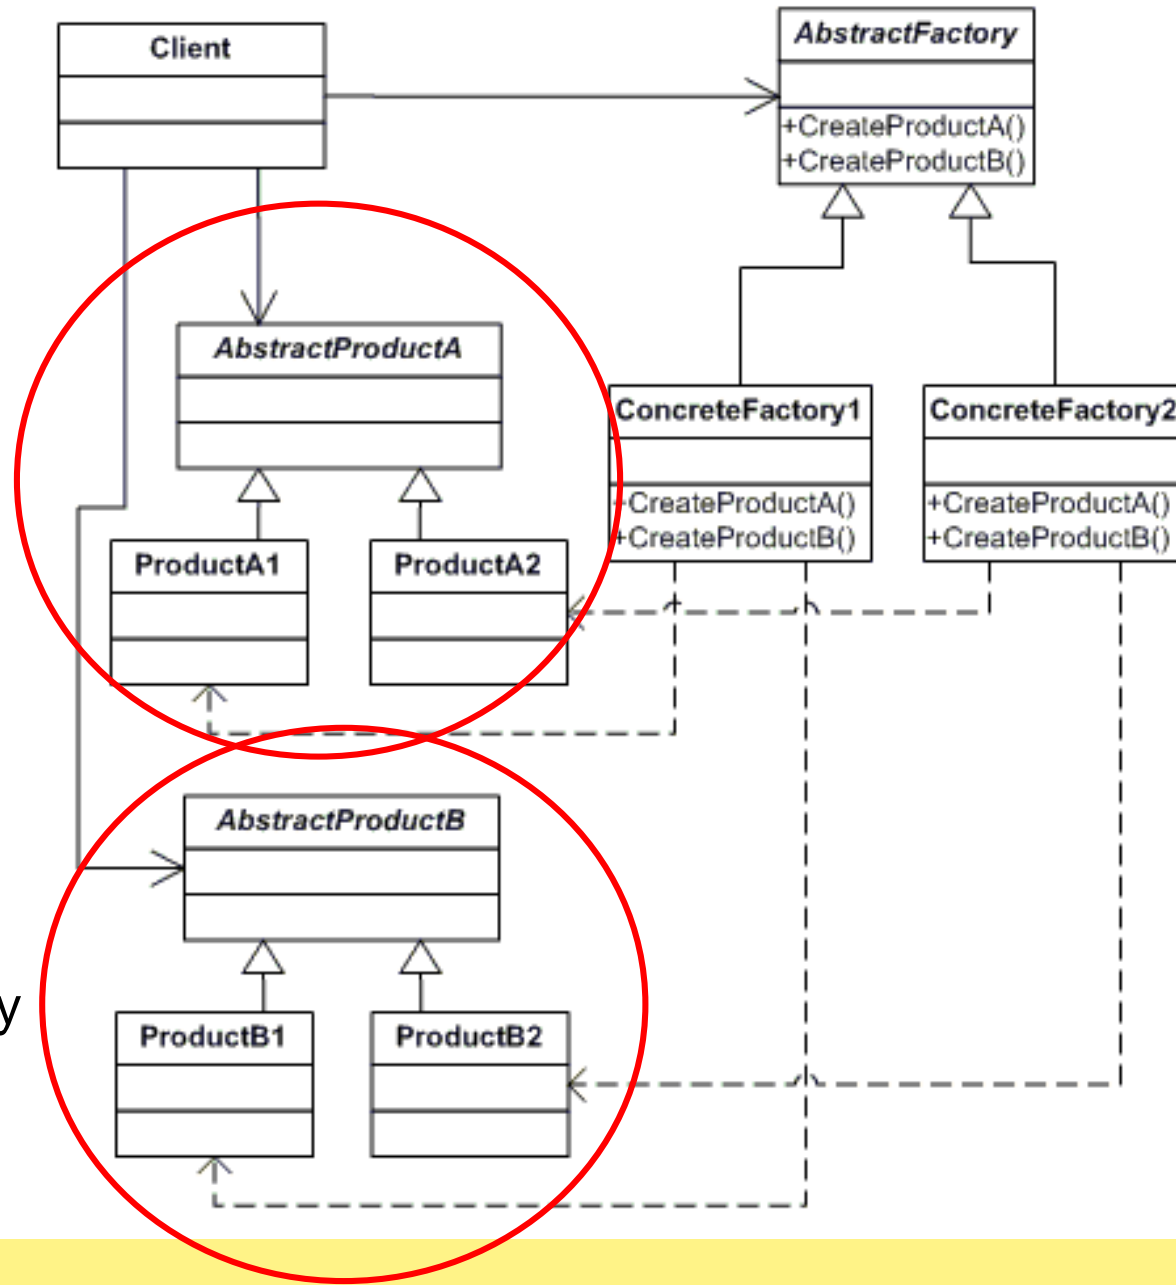 Client
AbstractFactory
+CreateProductA()
+CreateProductB()
AbstractProductA
ConcreteFactory1
+CreateProductA()
+CreateProductB()
ConcreteFactory2
+CreateProductA()
+CreateProductB()
ProductA1
ProductA2
AbstractProductB
y
ProductB1
ProductB2